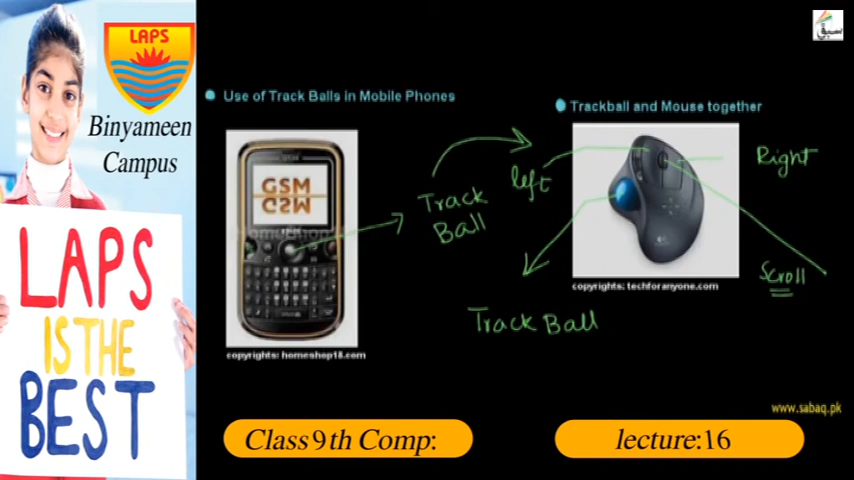 LAPS
Binyameen
Campus
LAPS
IS THE
BEST
Use of Track Balls in Mobile Phones
GSM
GSM
Track
Ball
copyrights: homeshop18.com
Trackball and Mouse together
left
Right
Scroll
copyrights: techforanyone.com
Track Ball
www.sabaq.pk
Class 9th Comp:
lecture:16